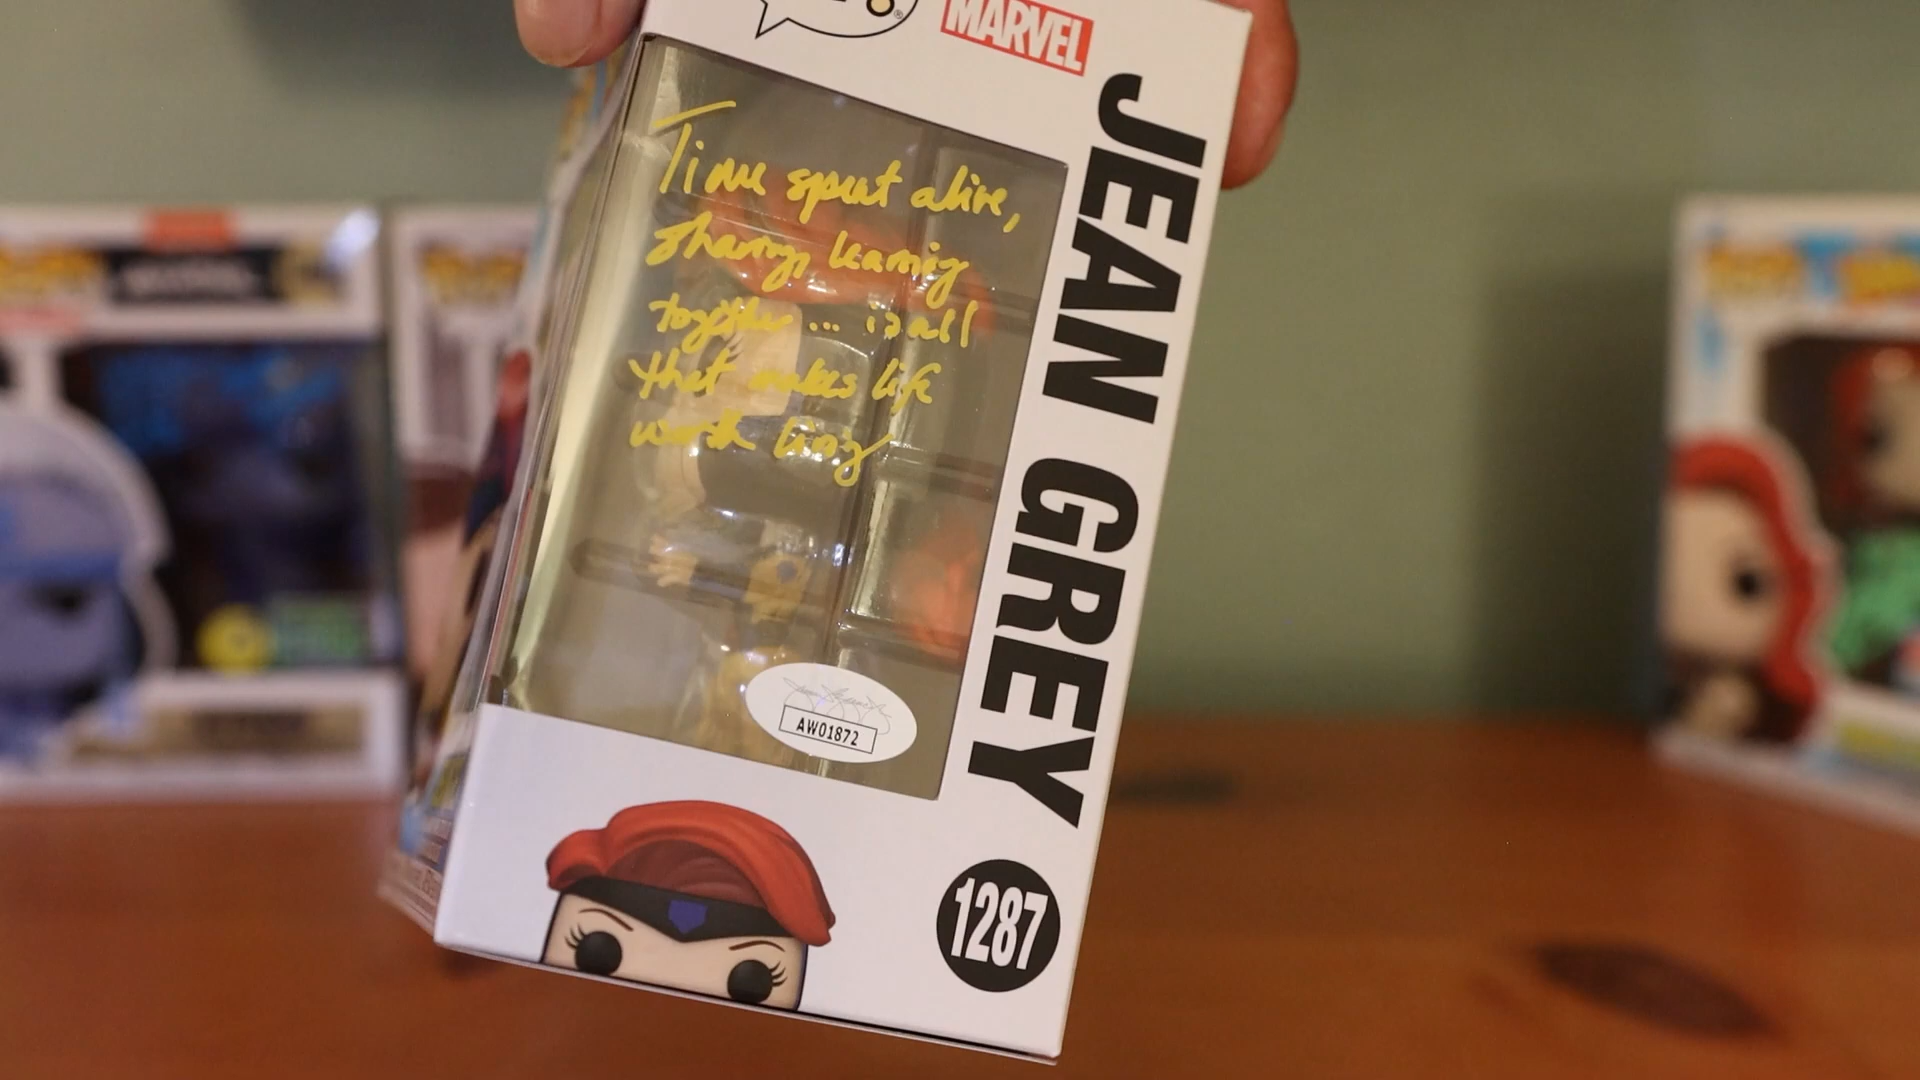 MARVEL
JEAN GREY
Time spent alive,
sharing, learning
together... is all
that makes life
worth living
AW01872
1287